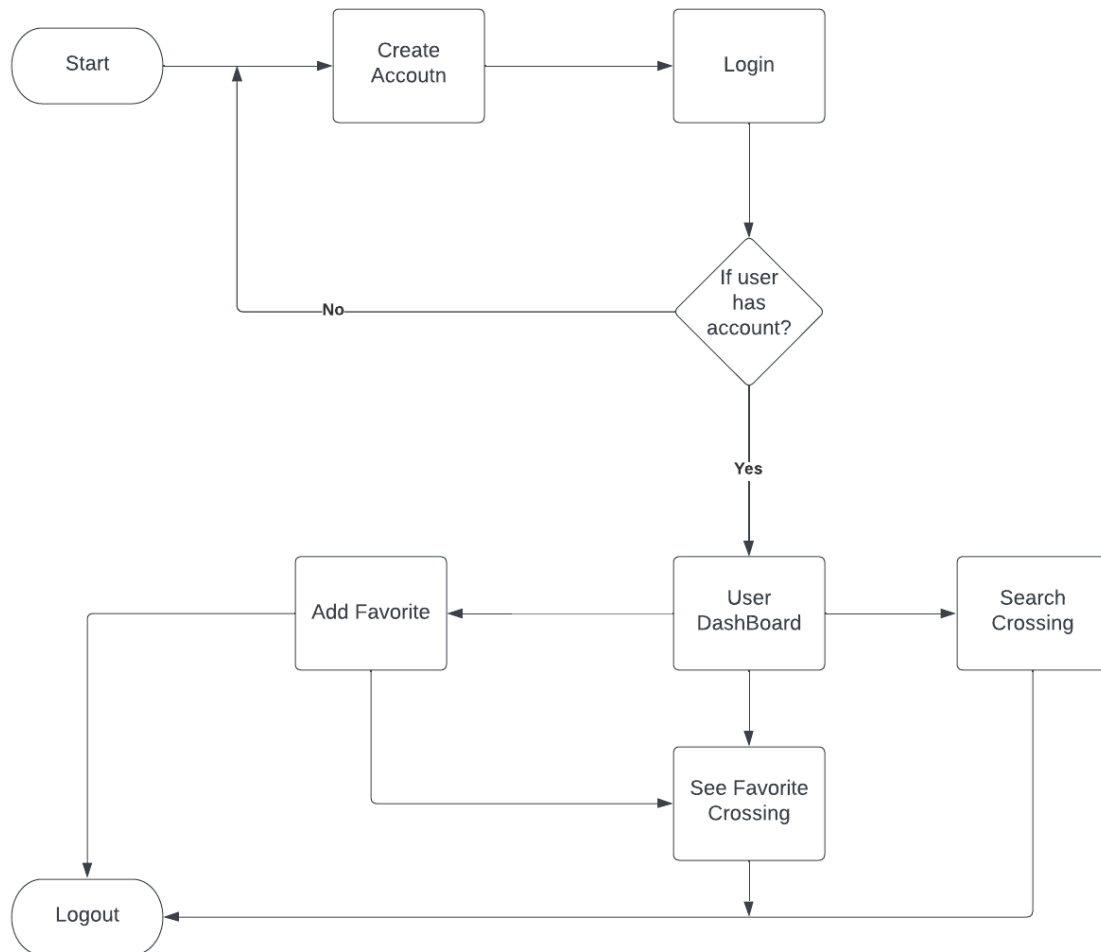 Start
Create
Accoutn
Login
If user
has
account?
No
Yes
Add Favorite
User
DashBoard
Search
Crossing
See Favorite
Crossing
Logout